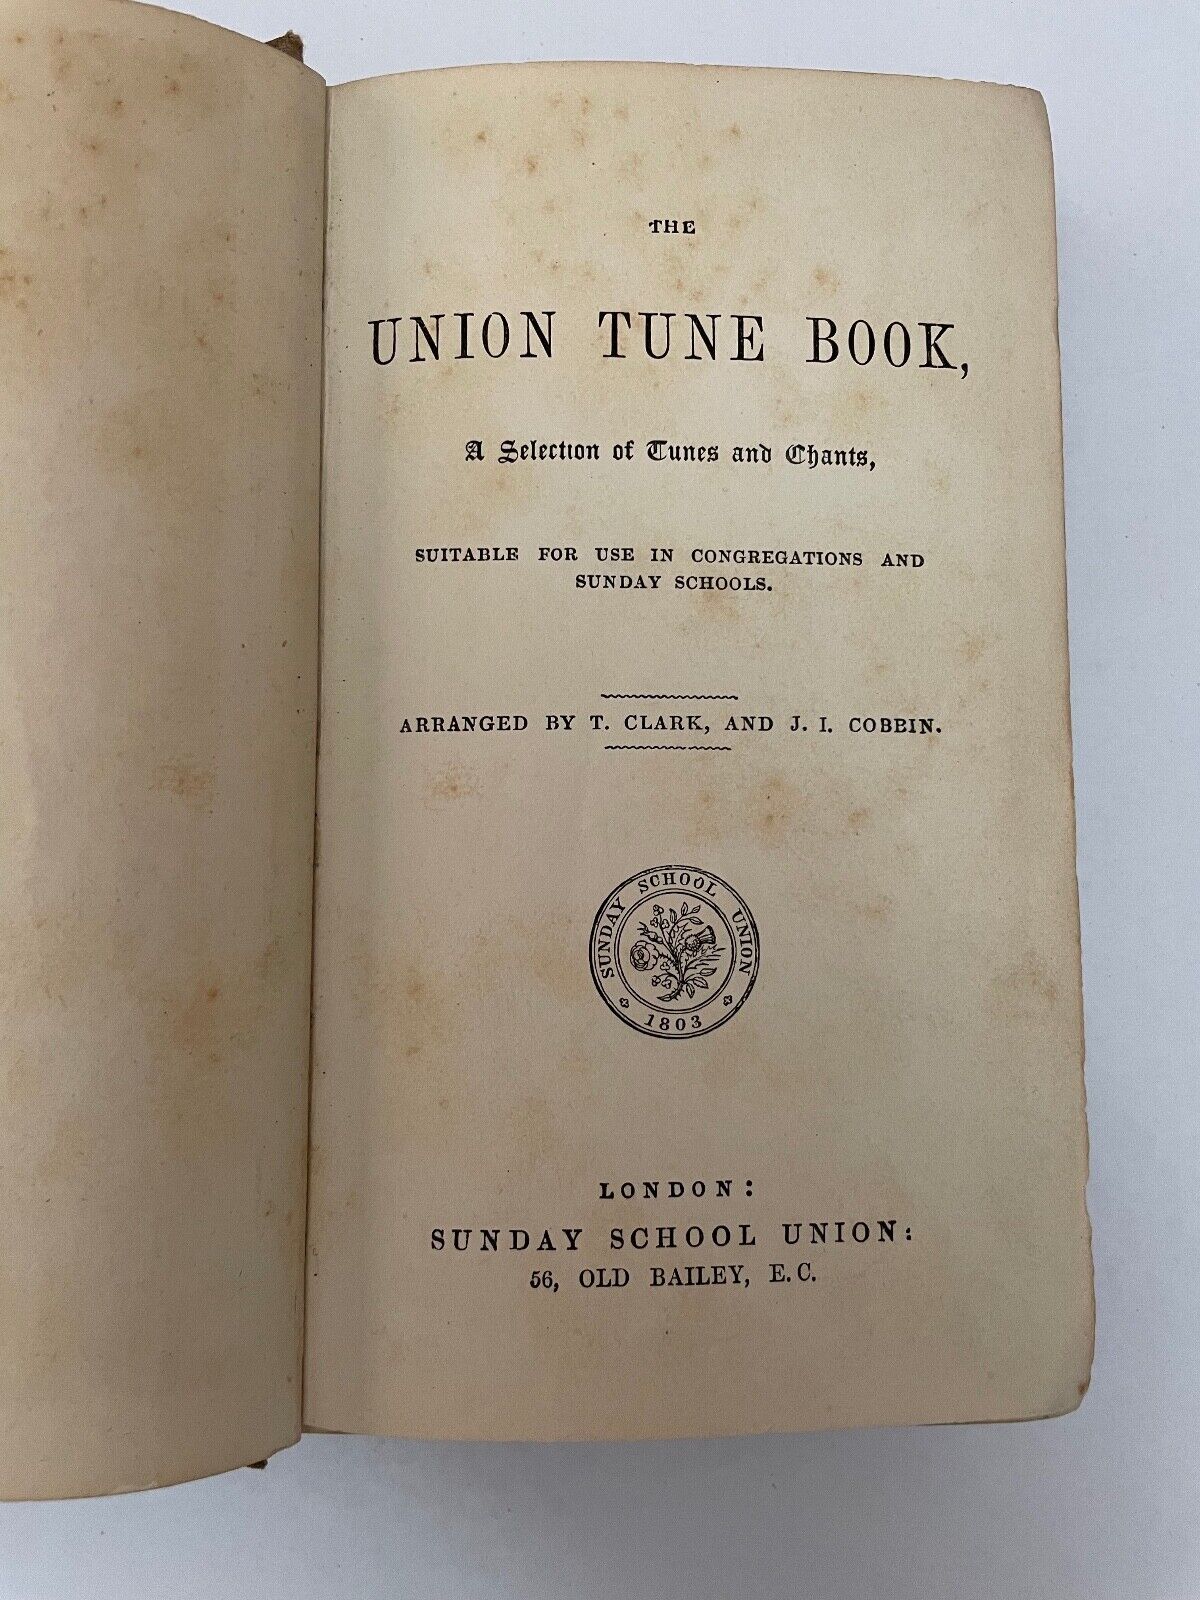 THE
UNION TUNE BOOK,
A Selection of Tunes and Chants,
SUITABLE FOR USE IN CONGREGATIONS AND
SUNDAY SCHOOLS.
ARRANGED BY T. CLARK, AND J. I. COBBIN.
SUNDAY SCHOOL UNION
1803
LONDON:
SUNDAY SCHOOL UNION:
56, OLD BAILEY, E.C.